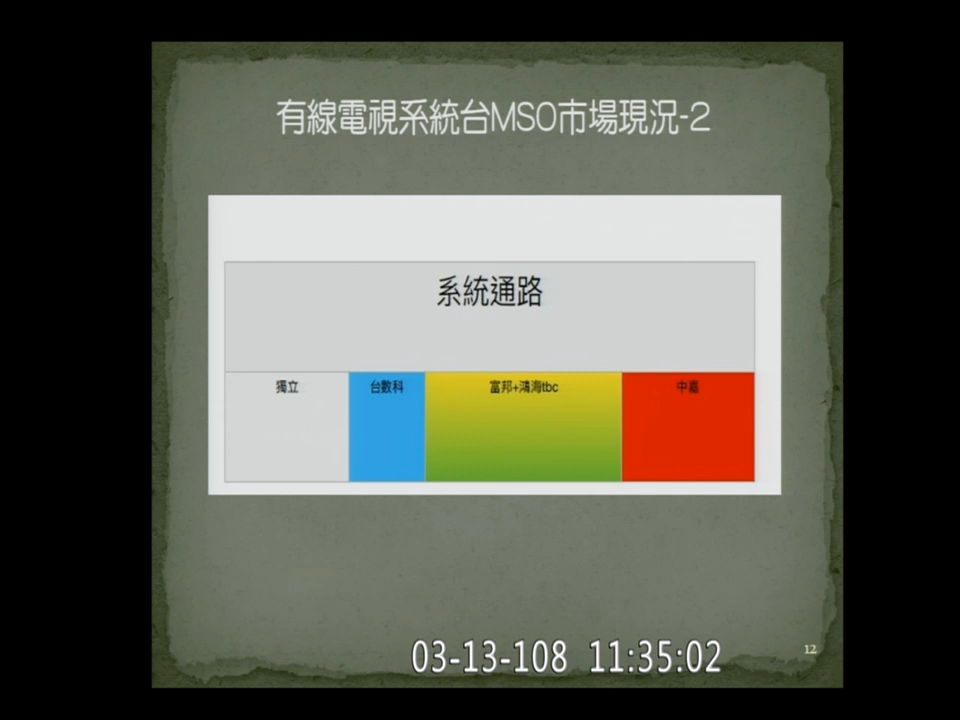 有線電視系統台MSO市場現況-2
系統通路
獨立
台數科
富邦+鴻海tbc
中嘉
03-13-108 11:35:02
12